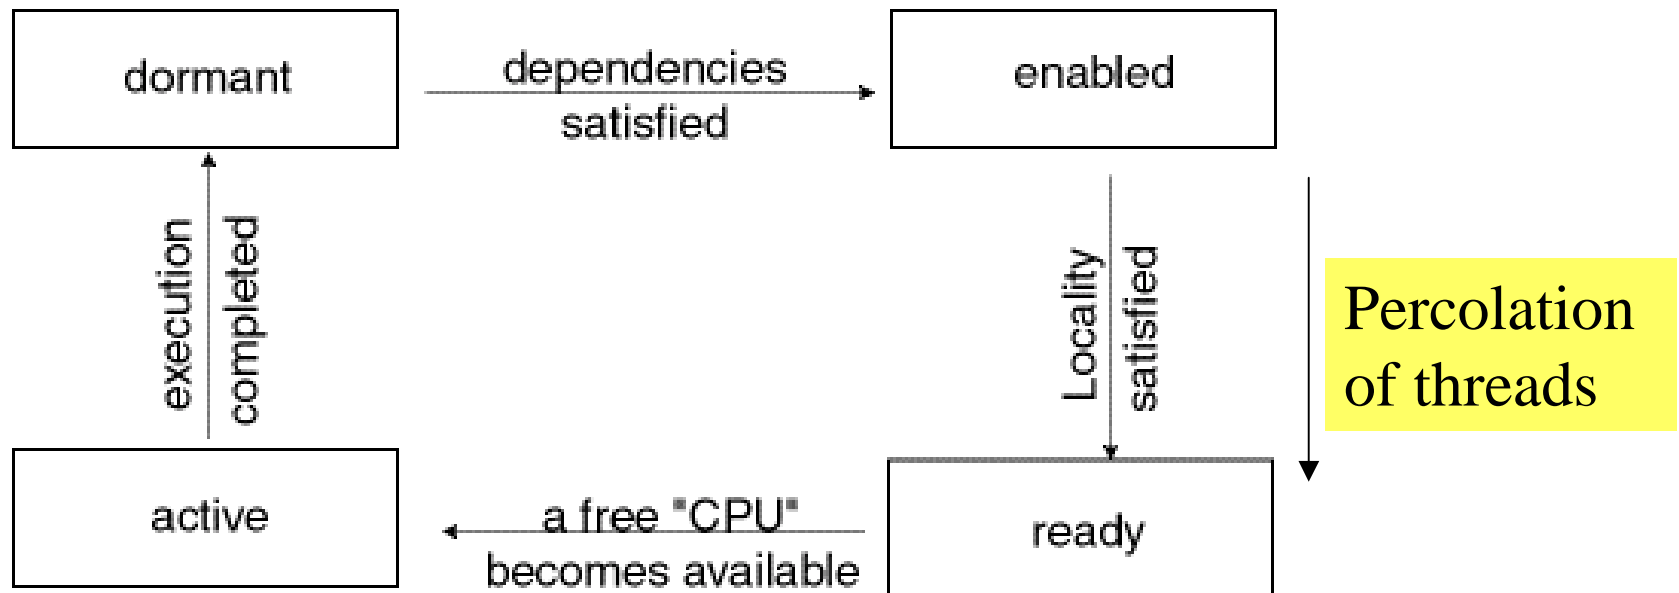 dormant
dependencies
satisfied
enabled
execution
completed
Locality
satisfied
Percolation
of threads
active
a free "CPU"
becomes available
ready